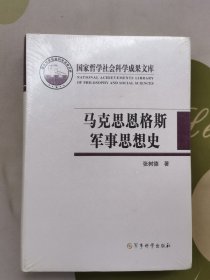 国家哲学社会科学成果文库
NATIONAL ACHIEVEMENTS LIBRARY
OF PHILOSOPHY AND SOCIAL SCIENCES
马克思恩格斯
军事思想史
张树德 著
军事科学出版社